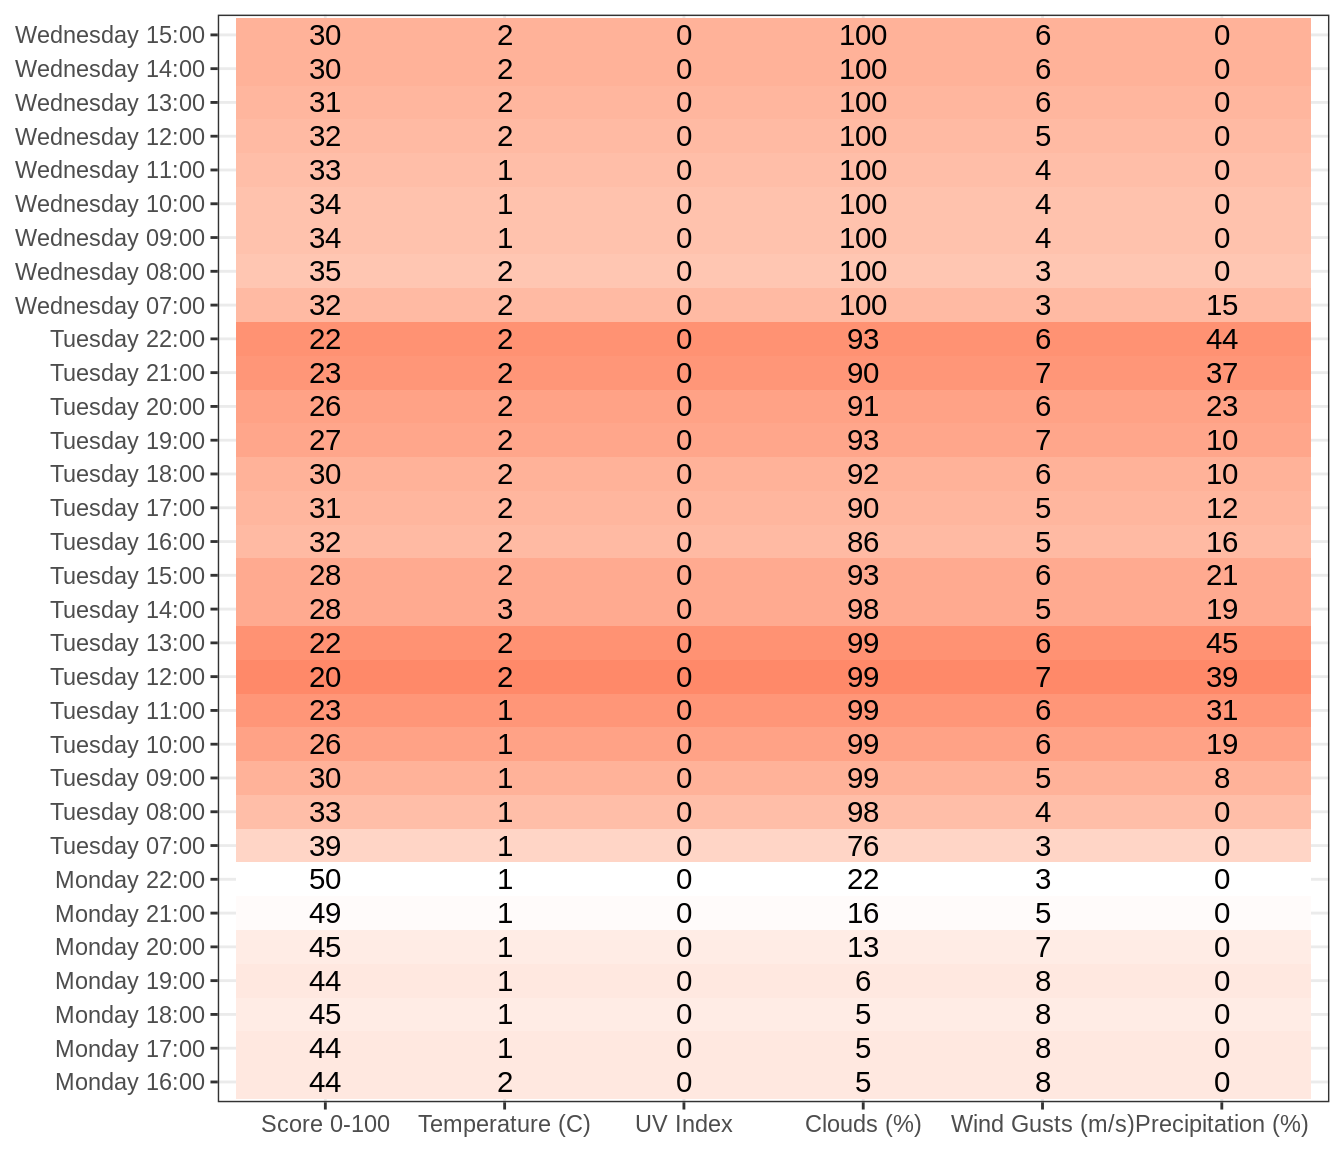 Wednesday 15:00 30 2 0 100 6 0
Wednesday 14:00 30 2 0 100 6 0
Wednesday 13:00 31 2 0 100 6 0
Wednesday 12:00 32 2 0 100 5 0
Wednesday 11:00 33 1 0 100 4 0
Wednesday 10:00 34 1 0 100 4 0
Wednesday 09:00 34 1 0 100 4 0
Wednesday 08:00 35 2 0 100 3 0
Wednesday 07:00 32 2 0 100 3 15
Tuesday 22:00 22 2 0 93 6 44
Tuesday 21:00 23 2 0 90 7 37
Tuesday 20:00 26 2 0 91 6 23
Tuesday 19:00 27 2 0 93 7 10
Tuesday 18:00 30 2 0 92 6 10
Tuesday 17:00 31 2 0 90 5 12
Tuesday 16:00 32 2 0 86 5 16
Tuesday 15:00 28 2 0 93 6 21
Tuesday 14:00 28 3 0 98 5 19
Tuesday 13:00 22 2 0 99 6 45
Tuesday 12:00 20 2 0 99 7 39
Tuesday 11:00 23 1 0 99 6 31
Tuesday 10:00 26 1 0 99 6 19
Tuesday 09:00 30 1 0 99 5 8
Tuesday 08:00 33 1 0 98 4 0
Tuesday 07:00 39 1 0 76 3 0
Monday 22:00 50 1 0 22 3 0
Monday 21:00 49 1 0 16 5 0
Monday 20:00 45 1 0 13 7 0
Monday 19:00 44 1 0 6 8 0
Monday 18:00 45 1 0 5 8 0
Monday 17:00 44 1 0 5 8 0
Monday 16:00 44 2 0 5 8 0
Score 0-100 Temperature (C) UV Index Clouds (%) Wind Gusts (m/s) Precipitation (%)